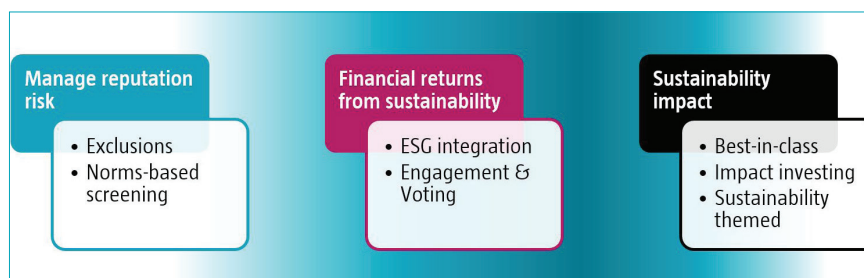 Manage reputation
risk
• Exclusions
• Norms-based
screening
Financial returns
from sustainability
• ESG integration
• Engagement &
Voting
Sustainability
impact
• Best-in-class
• Impact investing
• Sustainability
themed